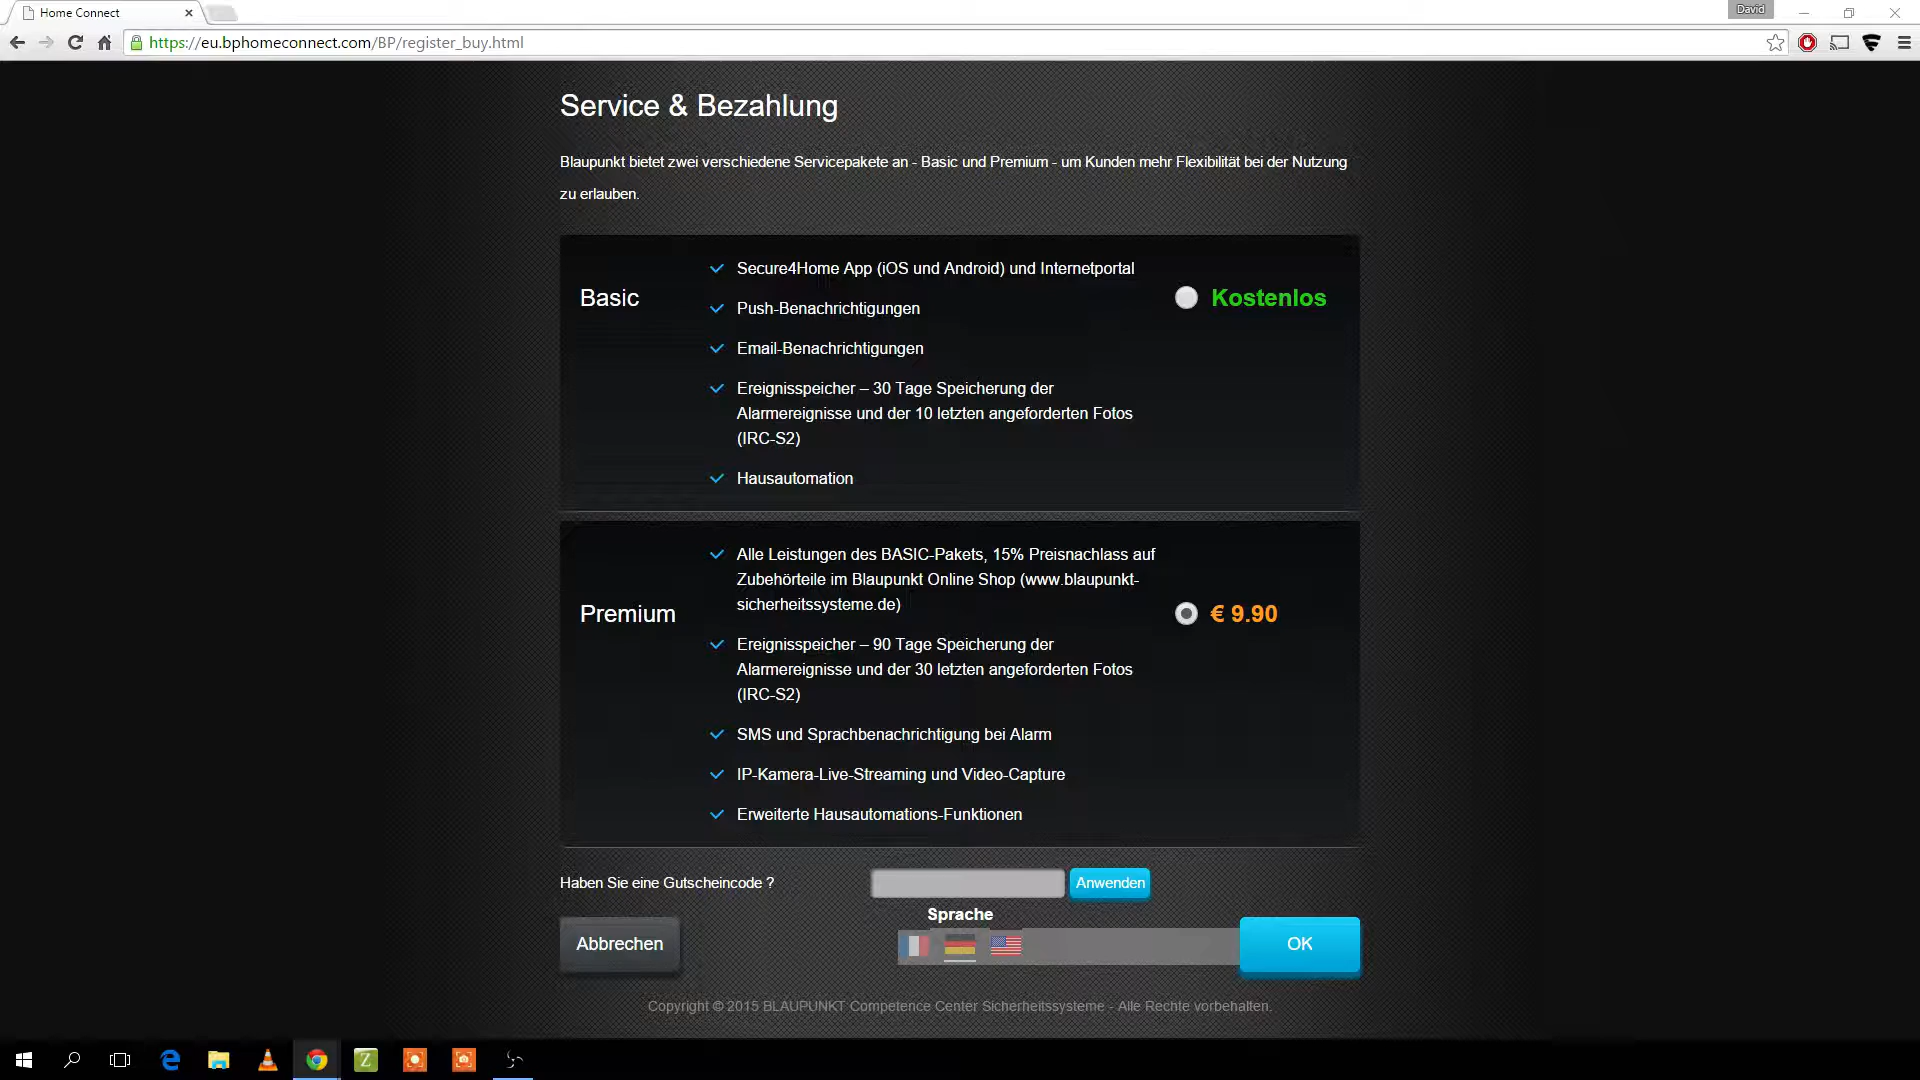 Home Connect
David
https://eu.bphomeconnect.com/BP/register_buy.html
Service & Bezahlung
Blaupunkt bietet zwei verschiedene Servicepakete an - Basic und Premium - um Kunden mehr Flexibilität bei der Nutzung
zu erlauben.
Basic
Secure4Home App (iOS und Android) und Internetportal
Kostenlos
Push-Benachrichtigungen
Email-Benachrichtigungen
Ereignisspeicher – 30 Tage Speicherung der
Alarmereignisse und der 10 letzten angeforderten Fotos
(IRC-S2)
Hausautomation
Premium
Alle Leistungen des BASIC-Pakets, 15% Preisnachlass auf
Zubehörteile im Blaupunkt Online Shop (www.blaupunkt-
sicherheitssysteme.de)
€ 9.90
Ereignisspeicher – 90 Tage Speicherung der
Alarmereignisse und der 30 letzten angeforderten Fotos
(IRC-S2)
SMS und Sprachbenachrichtigung bei Alarm
IP-Kamera-Live-Streaming und Video-Capture
Erweiterte Hausautomations-Funktionen
Haben Sie eine Gutscheincode ?
Anwenden
Sprache
Abbrechen
OK
Copyright © 2015 BLAUPUNKT Competence Center Sicherheitssysteme - Alle Rechte vorbehalten.